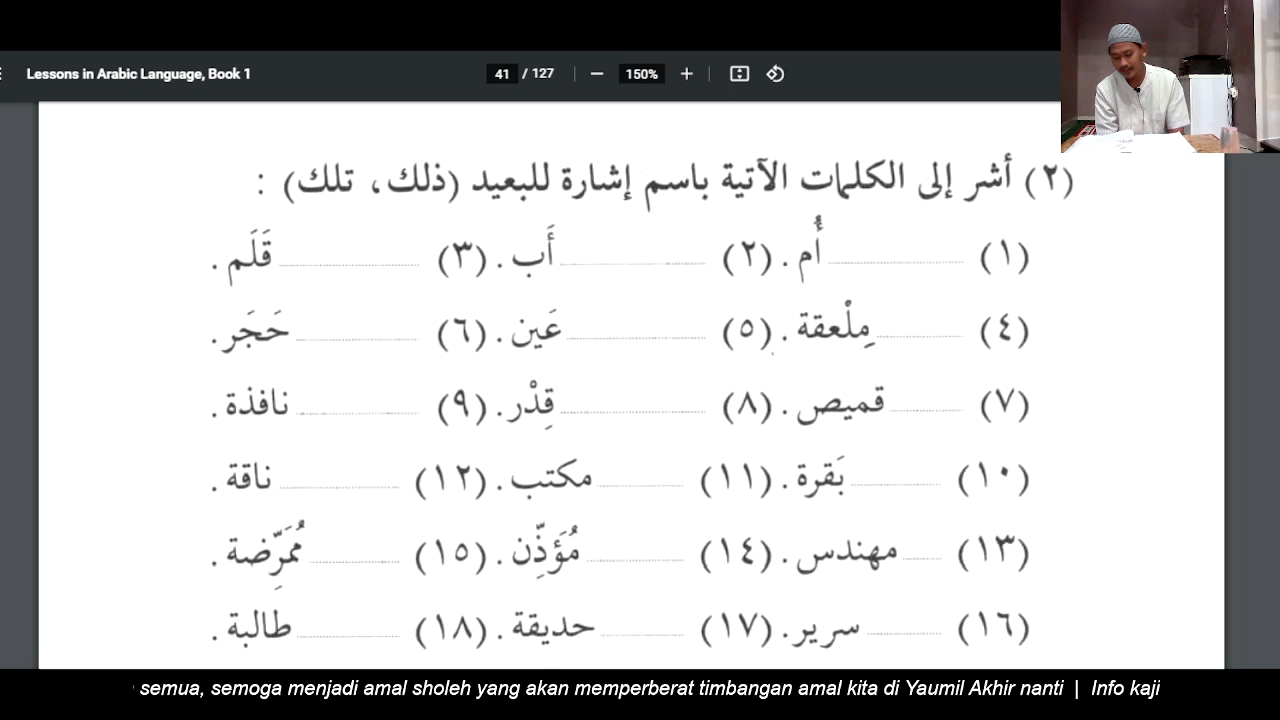 Lessons in Arabic Language, Book 1 41 / 127 — 150% +
(٢) أشر إلى الكلمات الآتية باسم إشارة للبعيد (ذلك، تلك) :
(١) ............ أُم . (٢) ............ أَب . (٣) ............ قَلَم .
(٤) ............ مِلْعقة . (٥) ............ عَين . (٦) ............ حَجَر .
(٧) ............ قميص . (٨) ............ قِدْر . (٩) ............ نافذة .
(١٠) ............ بَقرة . (١١) ............ مكتب . (١٢) ............ ناقة .
(١٣) ............ مهندس . (١٤) ............ مُؤَذِّن . (١٥) ............ مُمَرِّضة .
(١٦) ............ سرير . (١٧) ............ حديقة . (١٨) ............ طالبة .
semua, semoga menjadi amal sholeh yang akan memperberat timbangan amal kita di Yaumil Akhir nanti | Info kaji